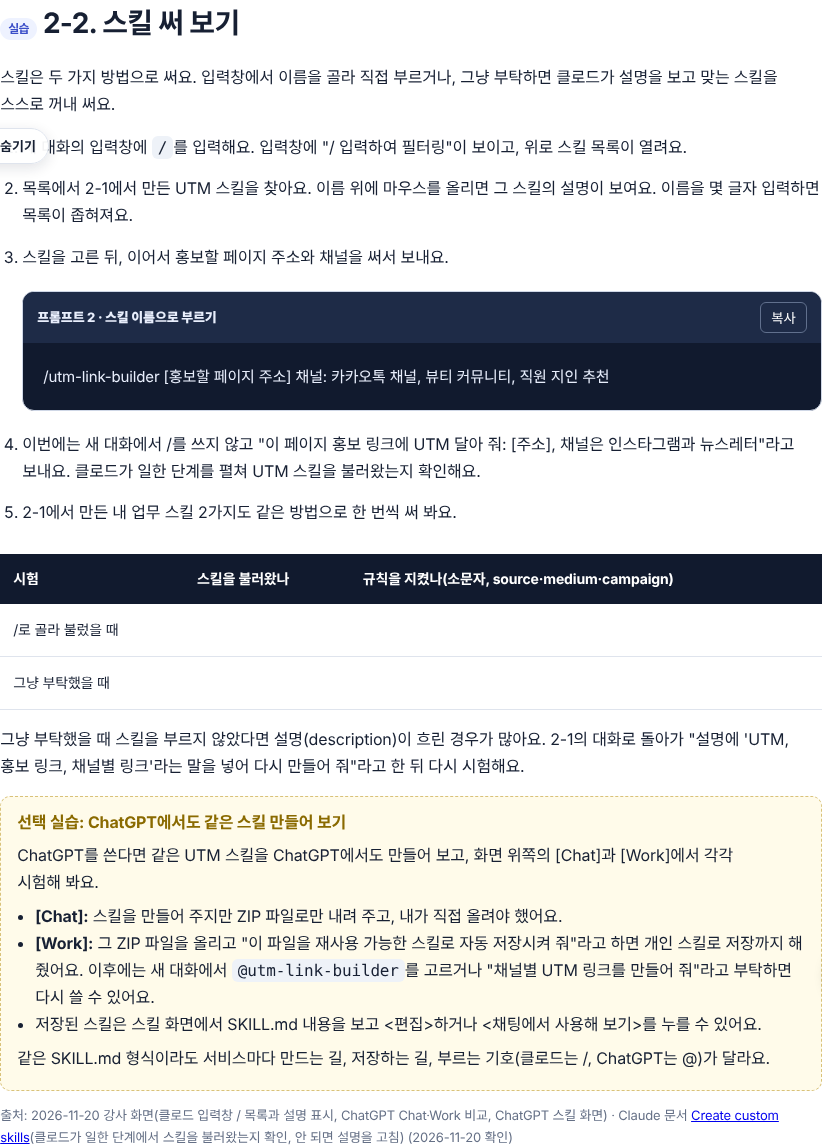 실습 2-2. 스킬 써 보기
스킬은 두 가지 방법으로 써요. 입력창에서 이름을 골라 직접 부르거나, 그냥 부탁하면 클로드가 설명을 보고 맞는 스킬을
스스로 꺼내 써요.
숨기기 대화의 입력창에 /를 입력해요. 입력창에 "/ 입력하여 필터링"이 보이고, 위로 스킬 목록이 열려요.
2. 목록에서 2-1에서 만든 UTM 스킬을 찾아요. 이름 위에 마우스를 올리면 그 스킬의 설명이 보여요. 이름을 몇 글자 입력하면
목록이 좁혀져요.
3. 스킬을 고른 뒤, 이어서 홍보할 페이지 주소와 채널을 써서 보내요.
프롬프트 2 · 스킬 이름으로 부르기
복사
/utm-link-builder [홍보할 페이지 주소] 채널: 카카오톡 채널, 뷰티 커뮤니티, 직원 지인 추천
4. 이번에는 새 대화에서 /를 쓰지 않고 "이 페이지 홍보 링크에 UTM 달아 줘: [주소], 채널은 인스타그램과 뉴스레터"라고
보내요. 클로드가 일한 단계를 펼쳐 UTM 스킬을 불러왔는지 확인해요.
5. 2-1에서 만든 내 업무 스킬 2가지도 같은 방법으로 한 번씩 써 봐요.
시험 스킬을 불러왔나 규칙을 지켰나(소문자, source·medium·campaign)
/로 골라 불렀을 때
그냥 부탁했을 때
그냥 부탁했을 때 스킬을 부르지 않았다면 설명(description)이 흐린 경우가 많아요. 2-1의 대화로 돌아가 "설명에 'UTM,
홍보 링크, 채널별 링크'라는 말을 넣어 다시 만들어 줘"라고 한 뒤 다시 시험해요.
선택 실습: ChatGPT에서도 같은 스킬 만들어 보기
ChatGPT를 쓴다면 같은 UTM 스킬을 ChatGPT에서도 만들어 보고, 화면 위쪽의 [Chat]과 [Work]에서 각각
시험해 봐요.
• [Chat]: 스킬을 만들어 주지만 ZIP 파일로만 내려 주고, 내가 직접 올려야 했어요.
• [Work]: 그 ZIP 파일을 올리고 "이 파일을 재사용 가능한 스킬로 자동 저장시켜 줘"라고 하면 개인 스킬로 저장까지 해
줬어요. 이후에는 새 대화에서 @utm-link-builder를 고르거나 "채널별 UTM 링크를 만들어 줘"라고 부탁하면
다시 쓸 수 있어요.
• 저장된 스킬은 스킬 화면에서 SKILL.md 내용을 보고 <편집>하거나 <채팅에서 사용해 보기>를 누를 수 있어요.
같은 SKILL.md 형식이라도 서비스마다 만드는 길, 저장하는 길, 부르는 기호(클로드는 /, ChatGPT는 @)가 달라요.
출처: 2026-11-20 강사 화면(클로드 입력창 / 목록과 설명 표시, ChatGPT Chat·Work 비교, ChatGPT 스킬 화면) · Claude 문서 Create custom
skills(클로드가 일한 단계에서 스킬을 불러왔는지 확인, 안 되면 설명을 고침) (2026-11-20 확인)